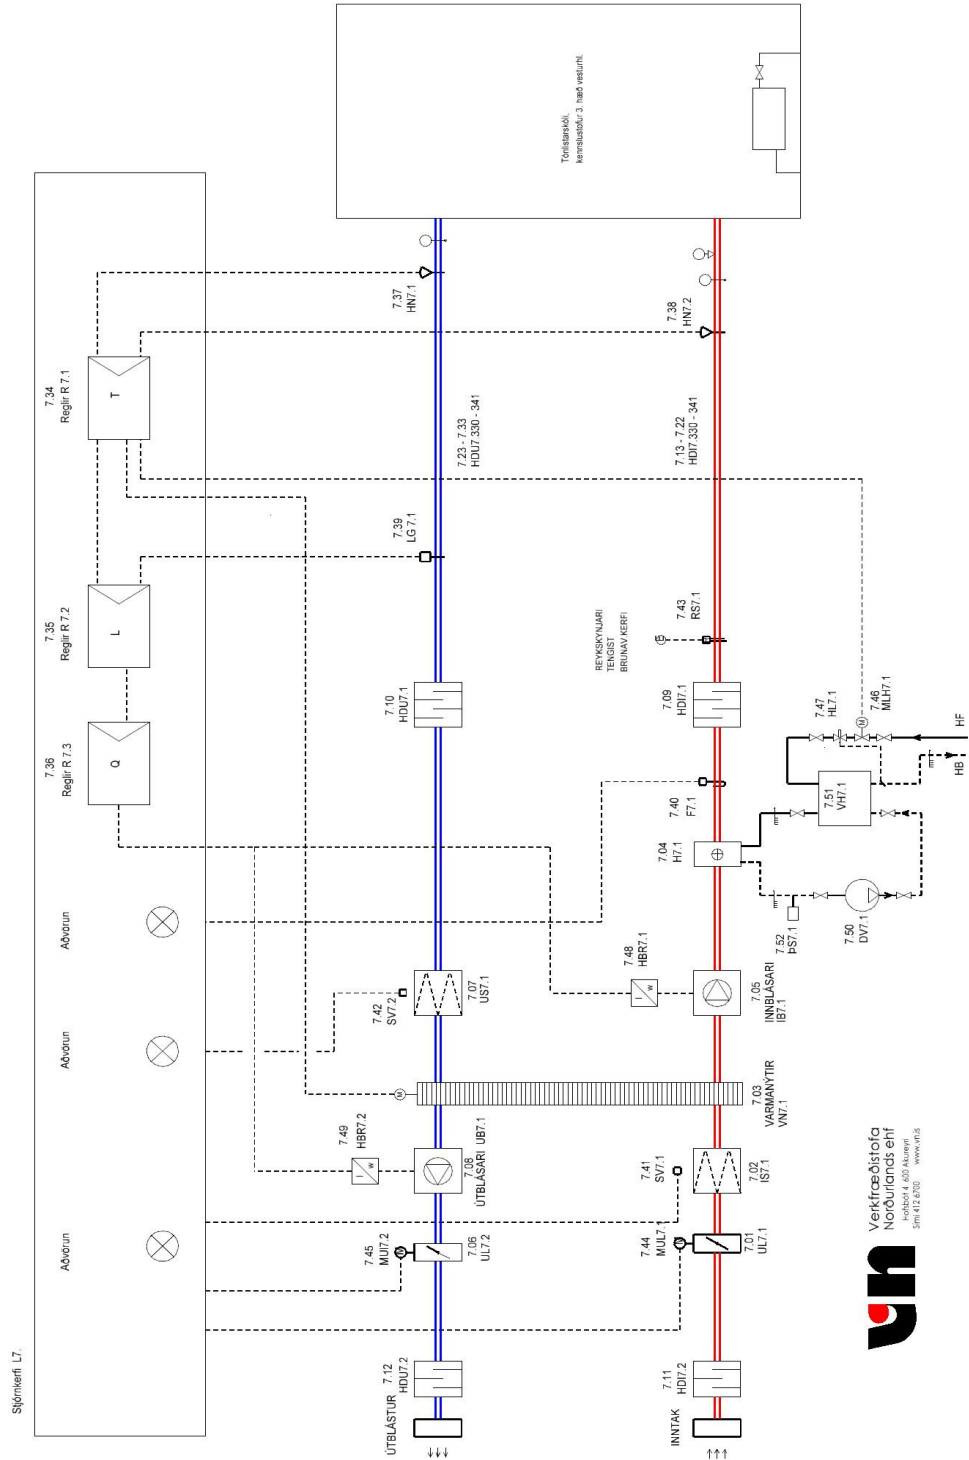 Stjórnkerfi L7.
Aðvörun
Aðvörun
Aðvörun
7.36
Reglir R 7.3
Q
7.35
Reglir R 7.2
L
7.34
Reglir R 7.1
T
ÚTBLÁSTUR
7.12
HDU7.2
7.45
MUI7.2
7.06
UL7.2
7.49
HBR7.2
I
w
7.08
ÚTBLÁSARI UB7.1
M
7.42
SV7.2
7.07
US7.1
7.10
HDU7.1
7.39
LG 7.1
7.23 - 7.33
HDU7.330 - 341
7.37
HN7.1
Tónlistarskóli,
kennslustofur 3. hæð vesturhl.
INNTAK
7.11
HDI7.2
7.44
MUL7.1
7.01
UL7.1
7.41
SV7.1
7.02
IS7.1
7.03
VARMANÝTIR
VN7.1
7.48
HBR7.1
I
w
7.05
INNBLÁSARI
IB7.1
7.04
H7.1
7.40
F7.1
7.09
HDI7.1
REYKSKYNJARI
TENGIST
BRUNAV.KERFI
7.43
RS7.1
7.13 - 7.22
HDI7.330 - 341
7.38
HN7.2
7.52
ÞS7.1
7.50
DV7.1
7.51
VH7.1
7.47
HL7.1
M
7.46
MLH7.1
HB
HF
vn
Verkfræðistofa
Norðurlands ehf
Hofsbót 4, 600 Akureyri
Sími 412 6700 www.vn.is